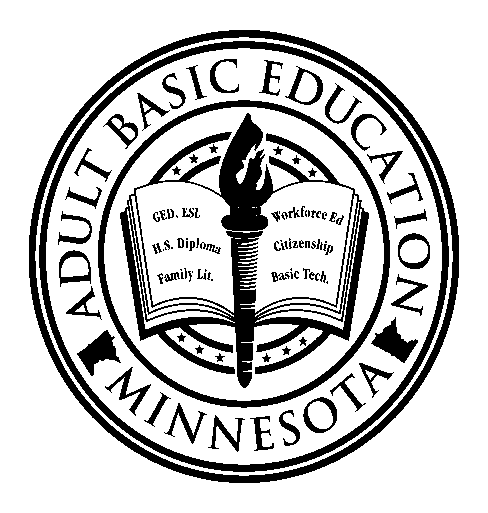 ADULT BASIC EDUCATION
GED, ESL
H.S. Diploma
Family Lit.
Workforce Ed
Citizenship
Basic Tech.
MINNESOTA